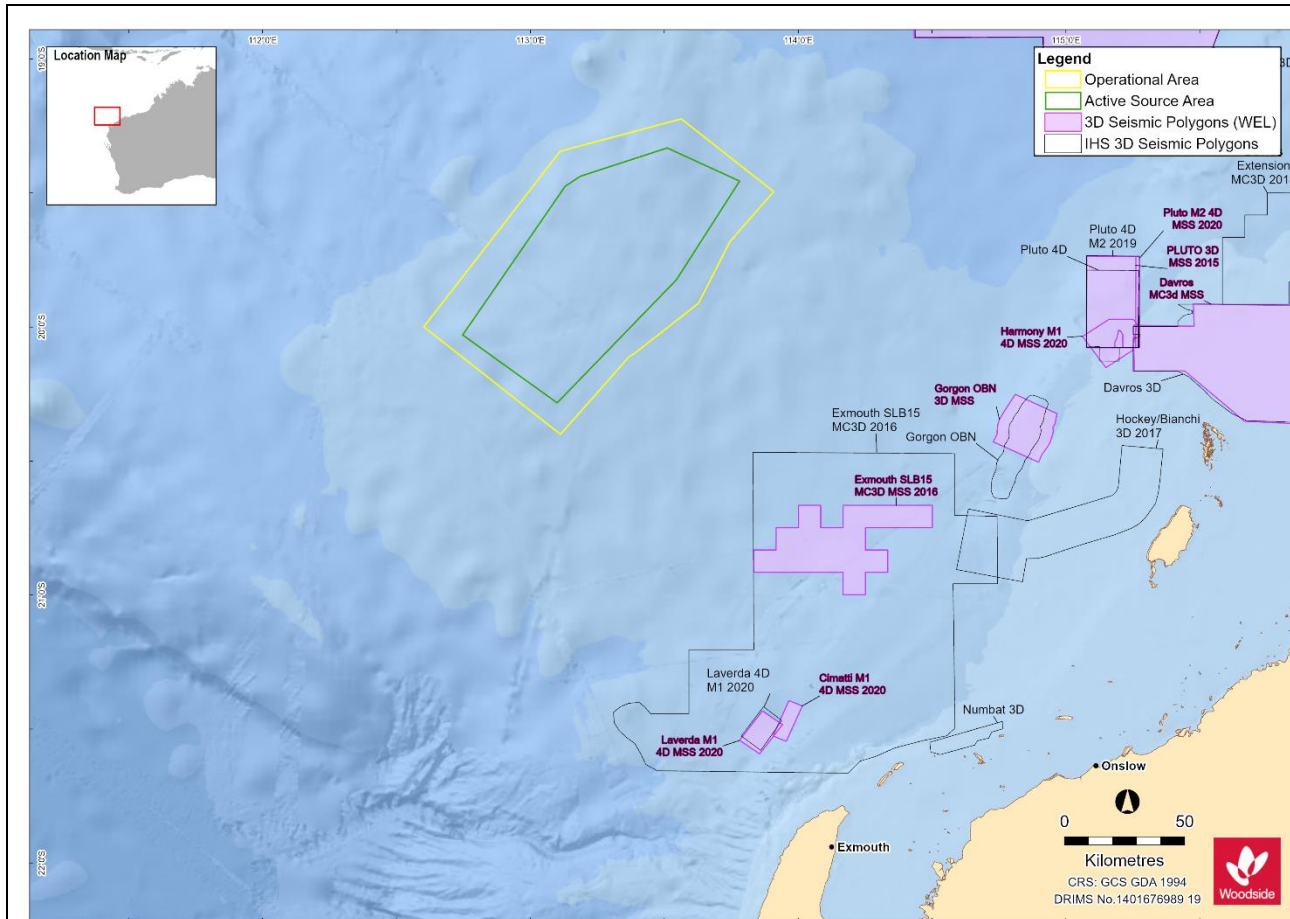 112°0'E
113°0'E
114°0'E
115°0'E
19°0'S
20°0'S
21°0'S
22°0'S
Location Map
Legend
Operational Area
Active Source Area
3D Seismic Polygons (WEL)
IHS 3D Seismic Polygons
Extension
MC3D 201
Pluto M2 4D
MSS 2020
Pluto 4D
M2 2019
Pluto 4D
PLUTO 3D
MSS 2015
Davros
MC3d MSS
Harmony M1
4D MSS 2020
Davros 3D
Gorgon OBN
3D MSS
Exmouth SLB15
MC3D 2016
Gorgon OBN
Hockey/Bianchi
3D 2017
Exmouth SLB15
MC3D MSS 2016
Laverda 4D
M1 2020
Cimatti M1
4D MSS 2020
Numbat 3D
Laverda M1
4D MSS 2020
Onslow
Exmouth
0 50
Kilometres
CRS: GCS GDA 1994
DRIMS No.1401676989 19
Woodside